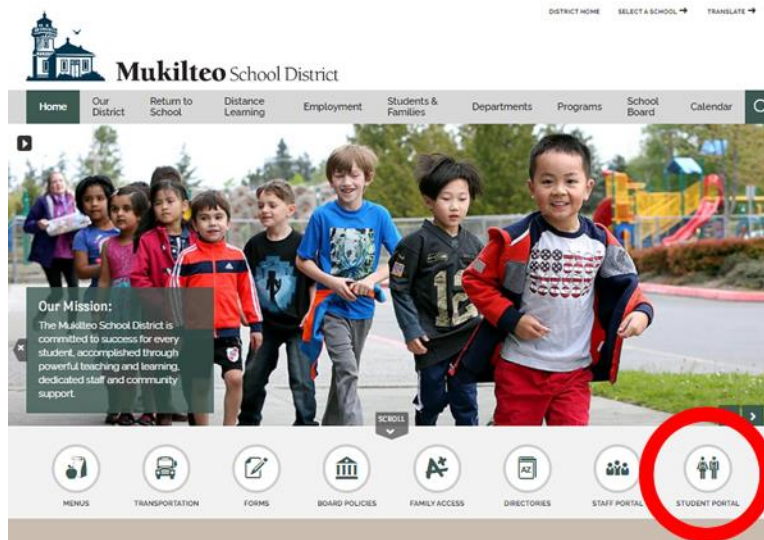 DISTRICT HOME SELECT A SCHOOL TRANSLATE
Mukilteo School District
Home
Our District
Return to School
Distance Learning
Employment
Students & Families
Departments
Programs
School Board
Calendar
12
Our Mission:
The Mukilteo School District is
committed to success for every
student, accomplished through
powerful teaching and learning,
dedicated staff and community
support.
SCROLL
AZ
A+
MENUS TRANSPORTATION FORMS BOARD POLICIES FAMILY ACCESS DIRECTORIES STAFF PORTAL STUDENT PORTAL